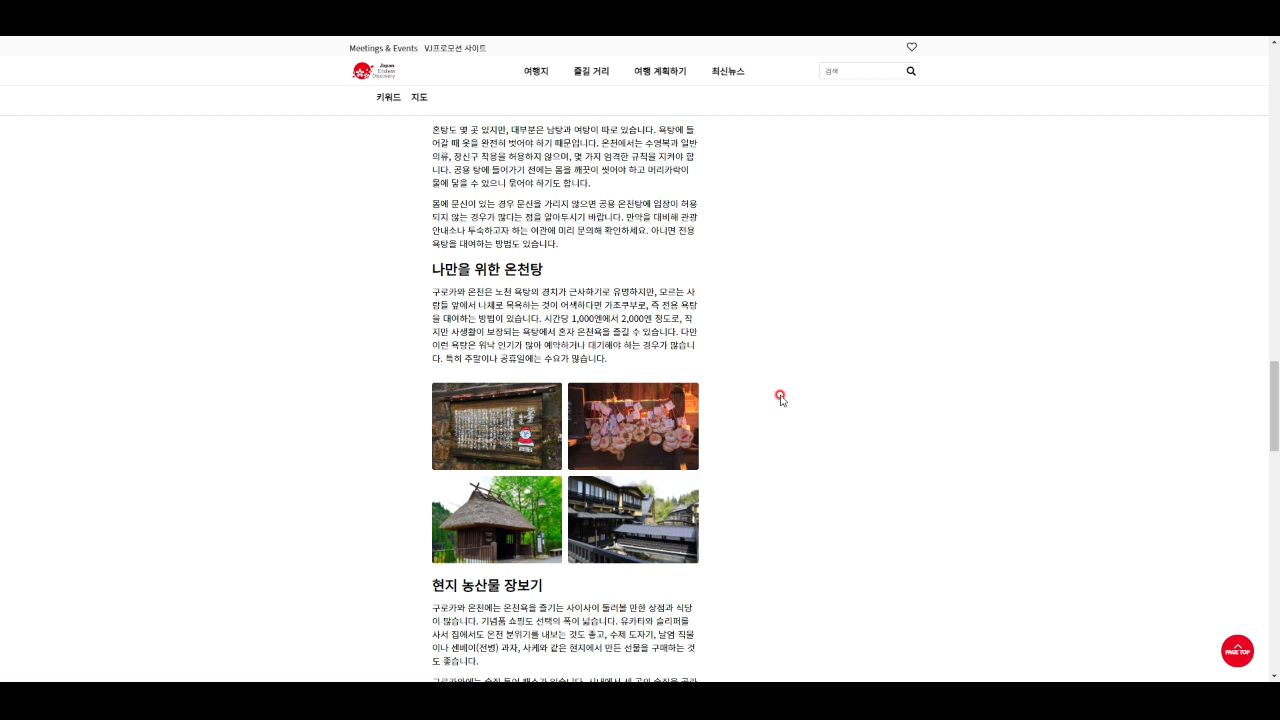 Meetings & Events VJ프로모션 사이트
Japan.
Endless
Discovery.
여행지 즐길 거리 여행 계획하기 최신뉴스
검색
키워드 지도
혼탕도 몇 곳 있지만, 대부분은 남탕과 여탕이 따로 있습니다. 욕탕에 들
어갈 때 옷을 완전히 벗어야 하기 때문입니다. 온천에서는 수영복과 일반
의류, 장신구 착용을 허용하지 않으며, 몇 가지 엄격한 규칙을 지켜야 합
니다. 공용 탕에 들어가기 전에는 몸을 깨끗이 씻어야 하고 머리카락이
물에 닿을 수 있으니 묶어야 하기도 합니다.
몸에 문신이 있는 경우 문신을 가리지 않으면 공용 온천탕에 입장이 허용
되지 않는 경우가 많다는 점을 알아두시기 바랍니다. 만약을 대비해 관광
안내소나 투숙하고자 하는 여관에 미리 문의해 확인하세요. 아니면 전용
욕탕을 대여하는 방법도 있습니다.
나만을 위한 온천탕
구로카와 온천은 노천 욕탕의 경치가 근사하기로 유명하지만, 모르는 사
람들 앞에서 나체로 목욕하는 것이 어색하다면 가조쿠부로, 즉 전용 욕탕
을 대여하는 방법이 있습니다. 시간당 1,000엔에서 2,000엔 정도로, 작
지만 사생활이 보장되는 욕탕에서 혼자 온천욕을 즐길 수 있습니다. 다만
이런 욕탕은 워낙 인기가 많아 예약하거나 대기해야 하는 경우가 많습니
다. 특히 주말이나 공휴일에는 수요가 많습니다.
현지 농산물 장보기
구로카와 온천에는 온천욕을 즐기는 사이사이 둘러볼 만한 상점과 식당
이 많습니다. 기념품 쇼핑도 선택의 폭이 넓습니다. 유카타와 슬리퍼를
사서 집에서도 온천 분위기를 내보는 것도 좋고, 수제 도자기, 날염 직물
이나 센베이(전병) 과자, 사케와 같은 현지에서 만든 선물을 구매하는 것
도 좋습니다.
PAGE TOP